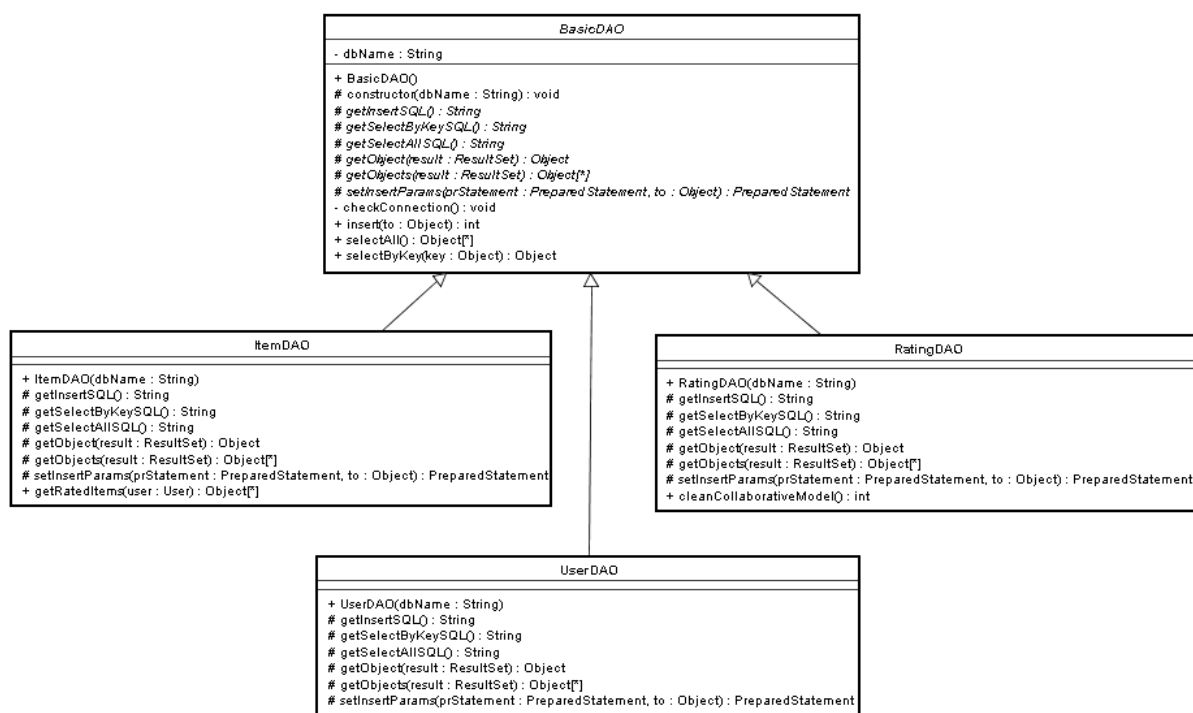 BasicDAO
- dbName : String
+ BasicDAO()
# constructor(dbName : String) : void
# getInsertSQL() : String
# getSelectByKeySQL() : String
# getSelectAllSQL() : String
# getObject(result : ResultSet) : Object
# getObjects(result : ResultSet) : Object[*]
# setInsertParams(prStatement : PreparedStatement, to : Object) : PreparedStatement
- checkConnection() : void
+ insert(to : Object) : int
+ selectAll() : Object[*]
+ selectByKey(key : Object) : Object
ItemDAO
+ ItemDAO(dbName : String)
# getInsertSQL() : String
# getSelectByKeySQL() : String
# getSelectAllSQL() : String
# getObject(result : ResultSet) : Object
# getObjects(result : ResultSet) : Object[*]
# setInsertParams(prStatement : PreparedStatement, to : Object) : PreparedStatement
+ getRatedItems(user : User) : Object[*]
RatingDAO
+ RatingDAO(dbName : String)
# getInsertSQL() : String
# getSelectByKeySQL() : String
# getSelectAllSQL() : String
# getObject(result : ResultSet) : Object
# getObjects(result : ResultSet) : Object[*]
# setInsertParams(prStatement : PreparedStatement, to : Object) : PreparedStatement
+ cleanCollaborativeModel() : int
UserDAO
+ UserDAO(dbName : String)
# getInsertSQL() : String
# getSelectByKeySQL() : String
# getSelectAllSQL() : String
# getObject(result : ResultSet) : Object
# getObjects(result : ResultSet) : Object[*]
# setInsertParams(prStatement : PreparedStatement, to : Object) : PreparedStatement